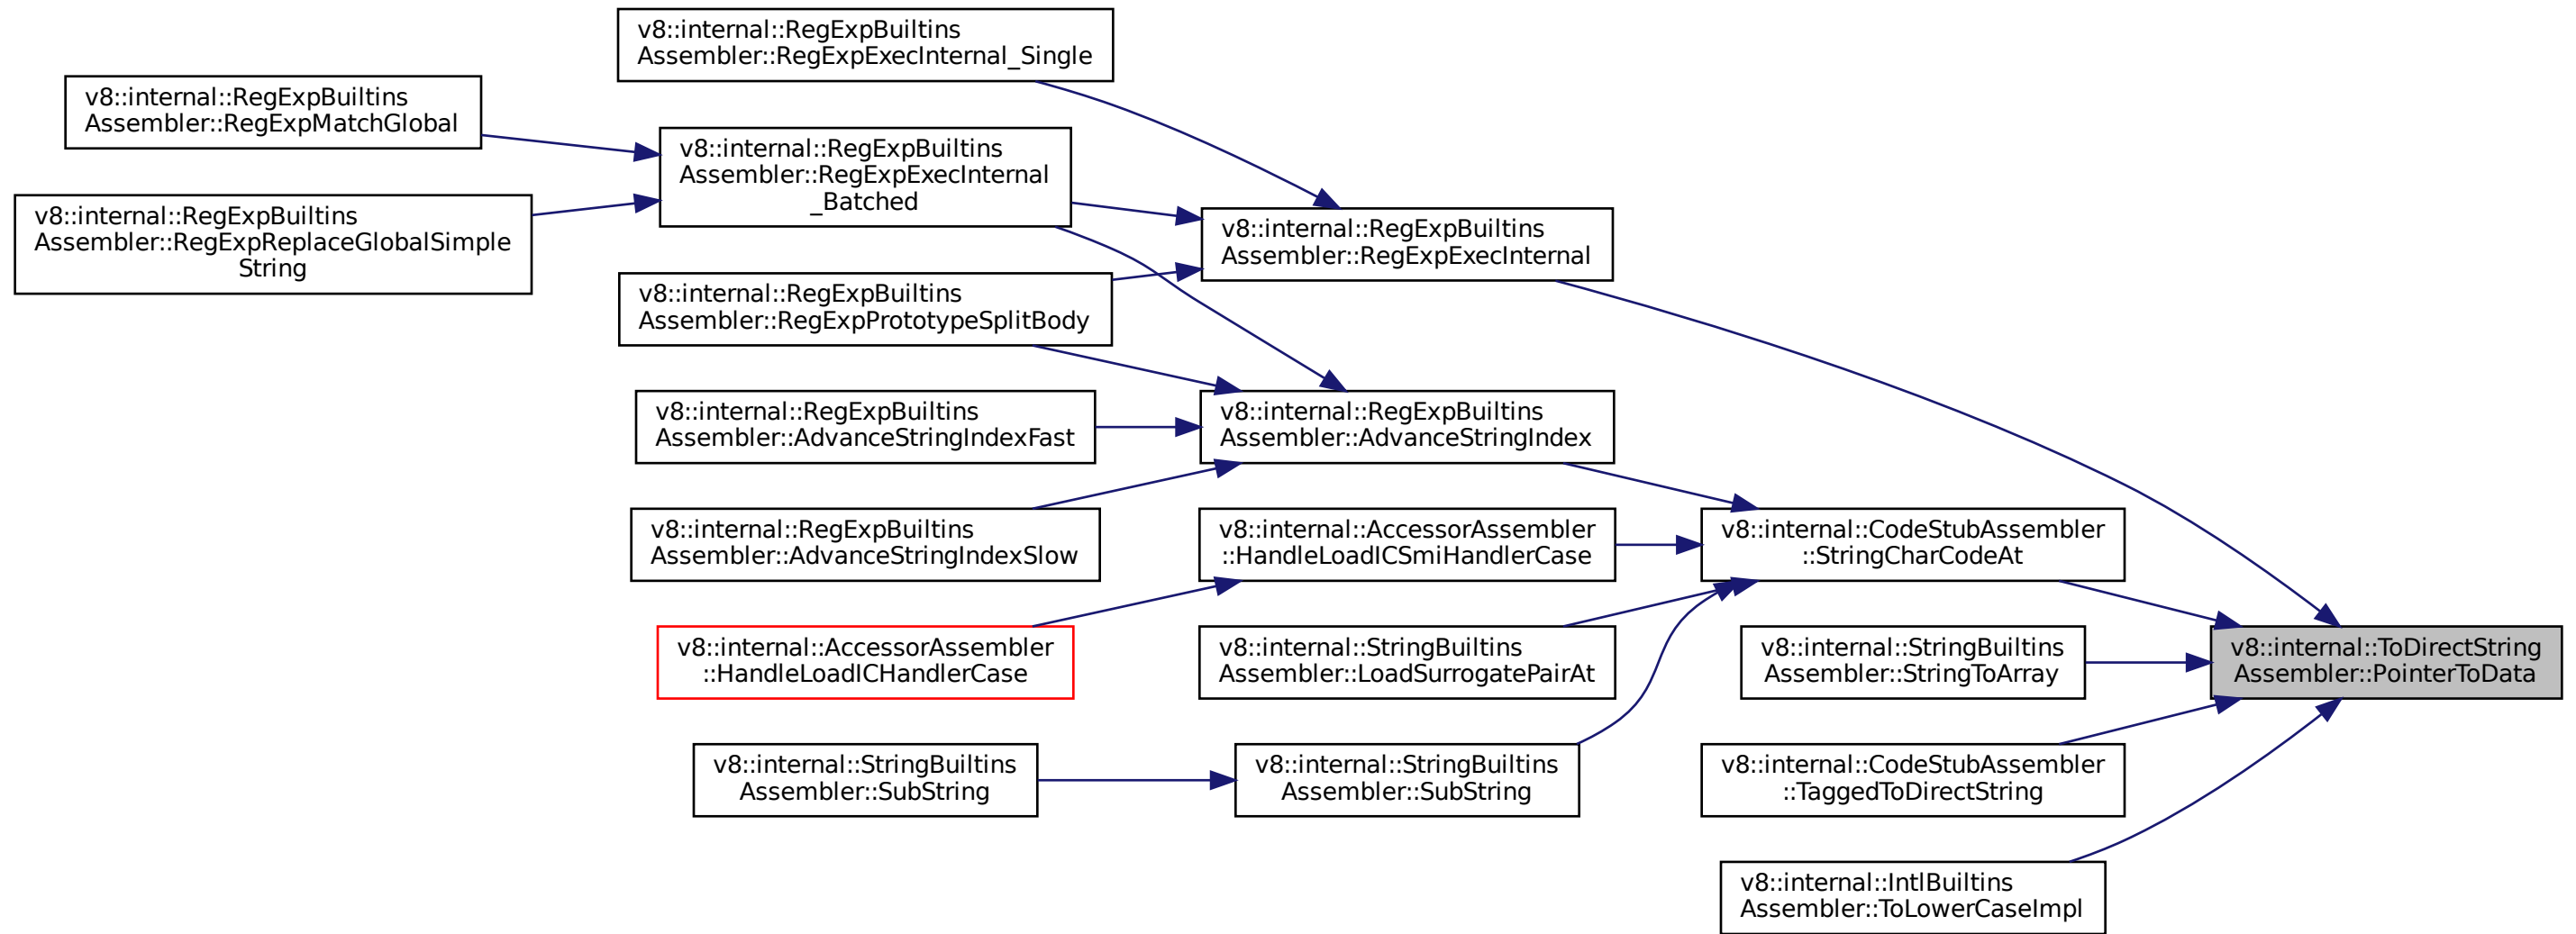 v8::internal::RegExpBuiltins
Assembler::RegExpExecInternal_Single
v8::internal::RegExpBuiltins
Assembler::RegExpMatchGlobal
v8::internal::RegExpBuiltins
Assembler::RegExpExecInternal
_Batched
v8::internal::RegExpBuiltins
Assembler::RegExpReplaceGlobalSimple
String
v8::internal::RegExpBuiltins
Assembler::RegExpExecInternal
v8::internal::RegExpBuiltins
Assembler::RegExpPrototypeSplitBody
v8::internal::RegExpBuiltins
Assembler::AdvanceStringIndexFast
v8::internal::RegExpBuiltins
Assembler::AdvanceStringIndex
v8::internal::RegExpBuiltins
Assembler::AdvanceStringIndexSlow
v8::internal::AccessorAssembler
::HandleLoadICSmiHandlerCase
v8::internal::CodeStubAssembler
::StringCharCodeAt
v8::internal::AccessorAssembler
::HandleLoadICHandlerCase
v8::internal::StringBuiltins
Assembler::LoadSurrogatePairAt
v8::internal::StringBuiltins
Assembler::StringToArray
v8::internal::ToDirectString
Assembler::PointerToData
v8::internal::StringBuiltins
Assembler::SubString
v8::internal::StringBuiltins
Assembler::SubString
v8::internal::CodeStubAssembler
::TaggedToDirectString
v8::internal::IntlBuiltins
Assembler::ToLowerCaseImpl